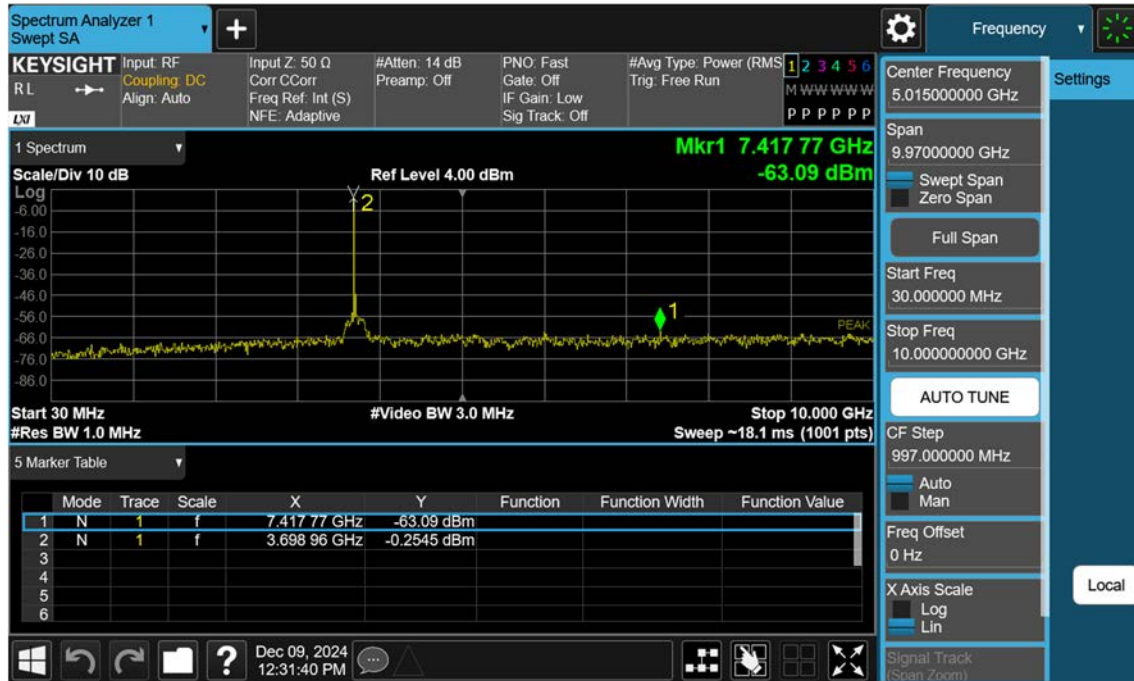 Spectrum Analyzer 1
Swept SA
+
Frequency
KEYSIGHT
RL
LXI
Input: RF
Coupling: DC
Align: Auto
Input Z: 50 Ω
Corr CCorr
Freq Ref: Int (S)
NFE: Adaptive
#Atten: 14 dB
Preamp: Off
PNO: Fast
Gate: Off
IF Gain: Low
Sig Track: Off
#Avg Type: Power (RMS
Trig: Free Run
1 2 3 4 5 6
M W W W W W
P P P P P P
1 Spectrum
Mkr1 7.417 77 GHz
Scale/Div 10 dB
Ref Level 4.00 dBm
-63.09 dBm
Log
2
-6.00
-16.0
-26.0
-36.0
-46.0
1
-56.0
PEAK
-66.0
-76.0
-86.0
Start 30 MHz
#Video BW 3.0 MHz
Stop 10.000 GHz
#Res BW 1.0 MHz
Sweep ~18.1 ms (1001 pts)
5 Marker Table
Mode Trace Scale X Y Function Function Width Function Value
1 N 1 f 7.417 77 GHz -63.09 dBm
2 N 1 f 3.698 96 GHz -0.2545 dBm
3
4
5
6
?
Dec 09, 2024
12:31:40 PM
Center Frequency
5.015000000 GHz
Settings
Span
9.97000000 GHz
Swept Span
Zero Span
Full Span
Start Freq
30.000000 MHz
Stop Freq
10.000000000 GHz
AUTO TUNE
CF Step
997.000000 MHz
Auto
Man
Freq Offset
0 Hz
X Axis Scale
Log
Lin
Local
Signal Track
(Span Zoom)